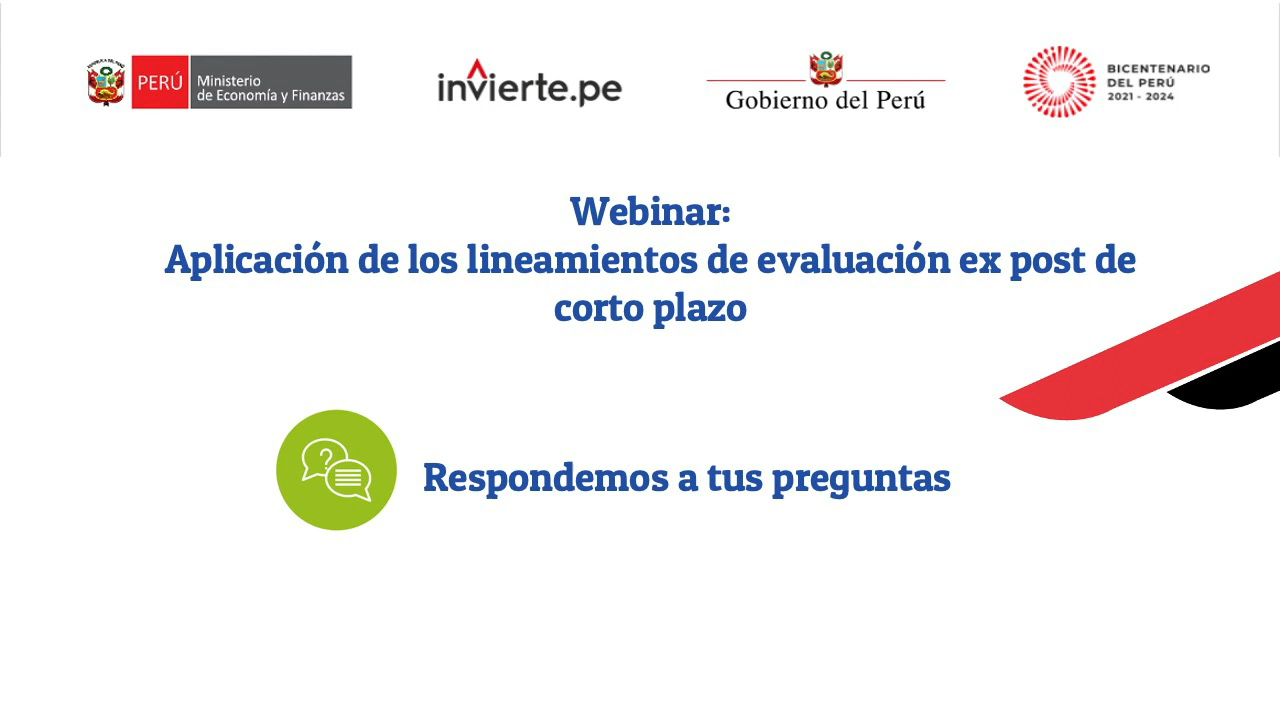 PERÚ
Ministerio
de Economía y Finanzas
invierte.pe
Gobierno del Perú
BICENTENARIO
DEL PERÚ
2021 - 2024
Webinar:
Aplicación de los lineamientos de evaluación ex post de
corto plazo
?
Respondemos a tus preguntas